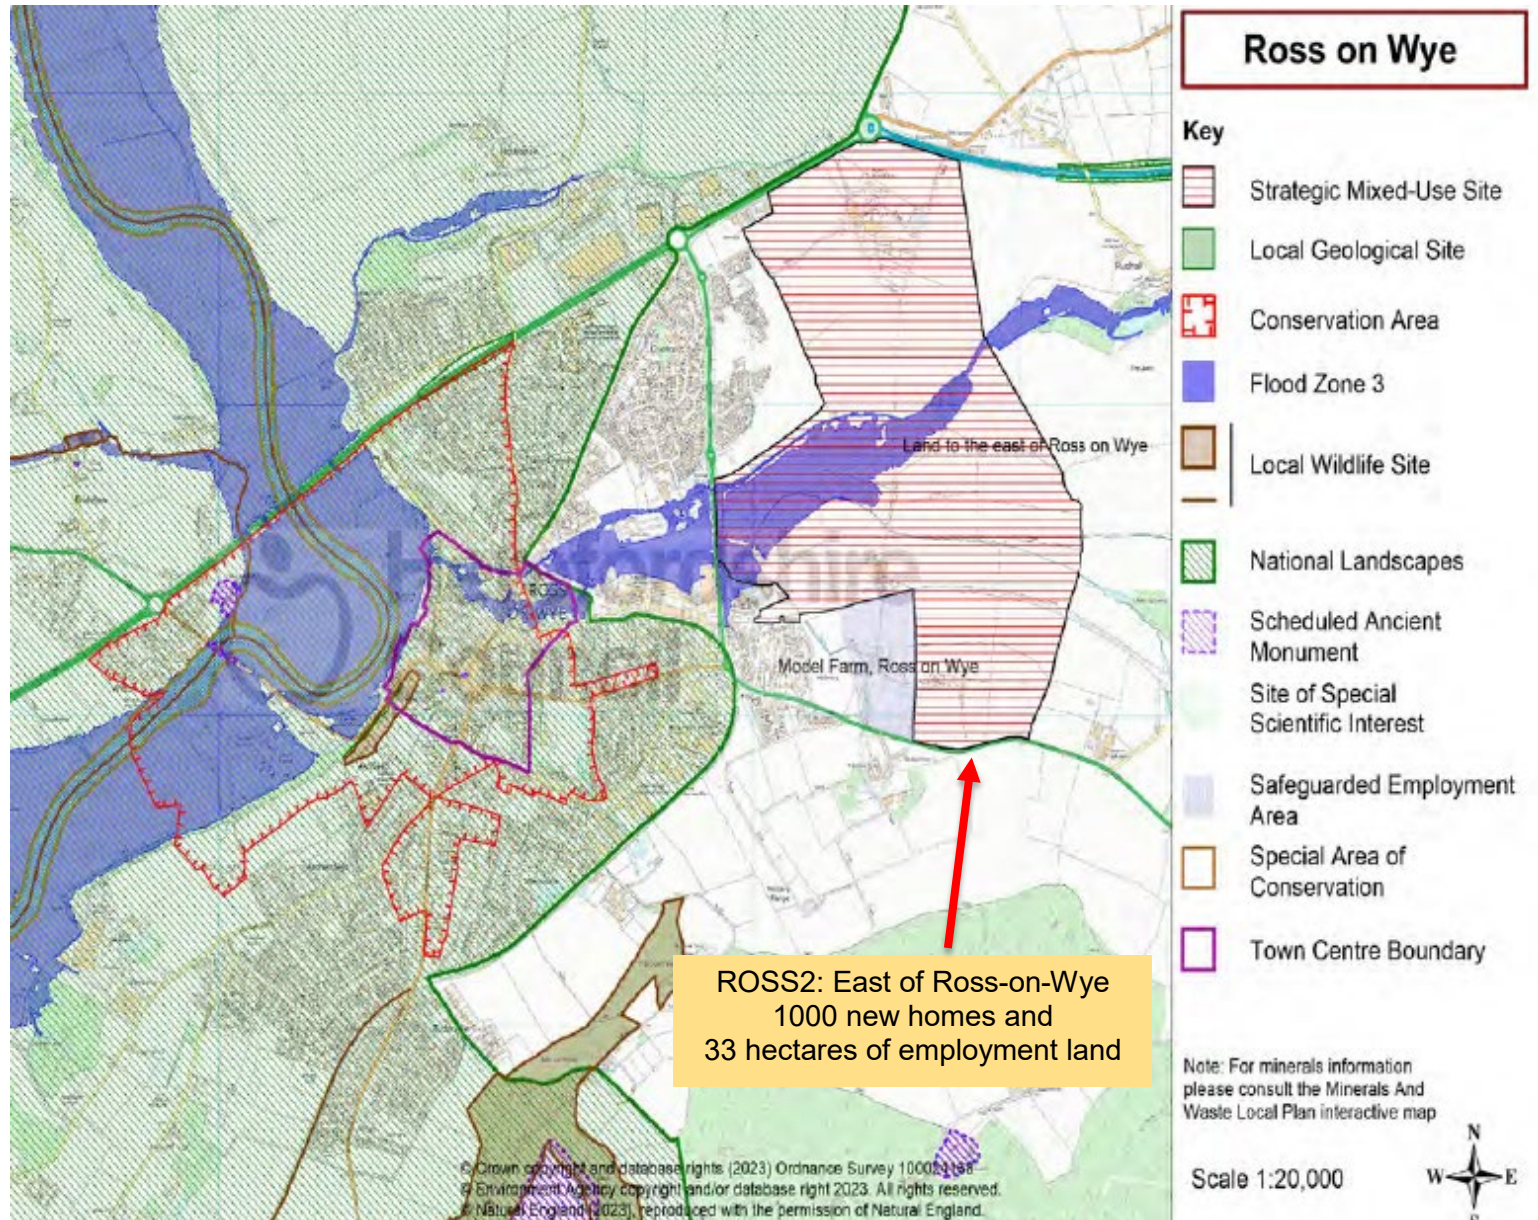 Ross on Wye
Key
Strategic Mixed-Use Site
Local Geological Site
Conservation Area
Flood Zone 3
Local Wildlife Site
National Landscapes
Scheduled Ancient
Monument
Site of Special
Scientific Interest
Safeguarded Employment
Area
Special Area of
Conservation
Town Centre Boundary
Note: For minerals information
please consult the Minerals And
Waste Local Plan interactive map
Scale 1:20,000
N
W
E
S
Land to the east of Ross on Wye
Model Farm, Ross on Wye
ROSS2: East of Ross-on-Wye
1000 new homes and
33 hectares of employment land
© Crown copyright and database rights (2023) Ordnance Survey
© Environment Agency copyright and/or database right 2023. All rights reserved.
© Natural England (2023), reproduced with the permission of Natural England.